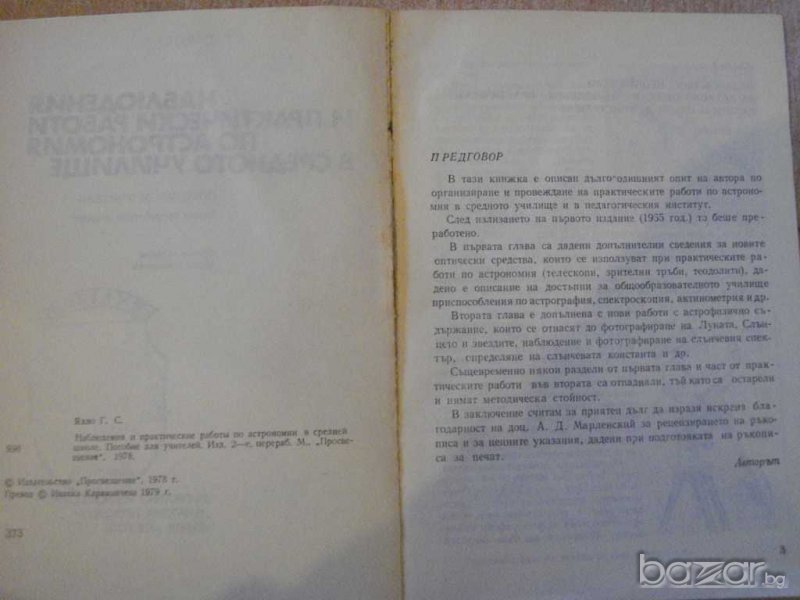 Яхно Г. С.
Наблюдения и практические работы по астрономии в средней
школе. Пособие для учителей. Изд. 2—е, перераб. М., „Просве-
щение“, 1978.
© Издательство „Просвещение“, 1978 г.
Превод © Иванка Каражилева 1979 г.
373
ПРЕДГОВОР
В тази книжка е описан дългогодишният опит на автора по
организиране и провеждане на практическите работи по астроно-
мия в средното училище и в педагогическия институт.
След излизането на първото издание (1955 год.) тя беше пре-
работено.
В първата глава са дадени допълнителни сведения за новите
оптически средства, които се използуват при практическите ра-
боти по астрономия (телескопи, зрителни тръби, теодолити), да-
дено е описание на достъпни за общообразователното училище
приспособления по астрография, спектроскопия, актинометрия и др.
Втората глава е допълнена с нови работи с астрофизично съ-
държание, които се отнасят до фотографиране на Луната, Слън-
цето и звездите, наблюдение и фотографиране на слънчевия спек-
тър, определяне на слънчевата константа и др.
Същевременно някои раздели от първата глава и част от прак-
тическите работи във втората са отпаднали, тъй като са остарели
и нямат методическа стойност.
В заключение считам за приятен дълг да изразя искрена бла-
годарност на доц. А. Д. Марленский за рецензирането на ръко-
писа и за ценните указания, дадени при подготовката на ръкопи-
са за печат.
Авторът
3
bazar.bg